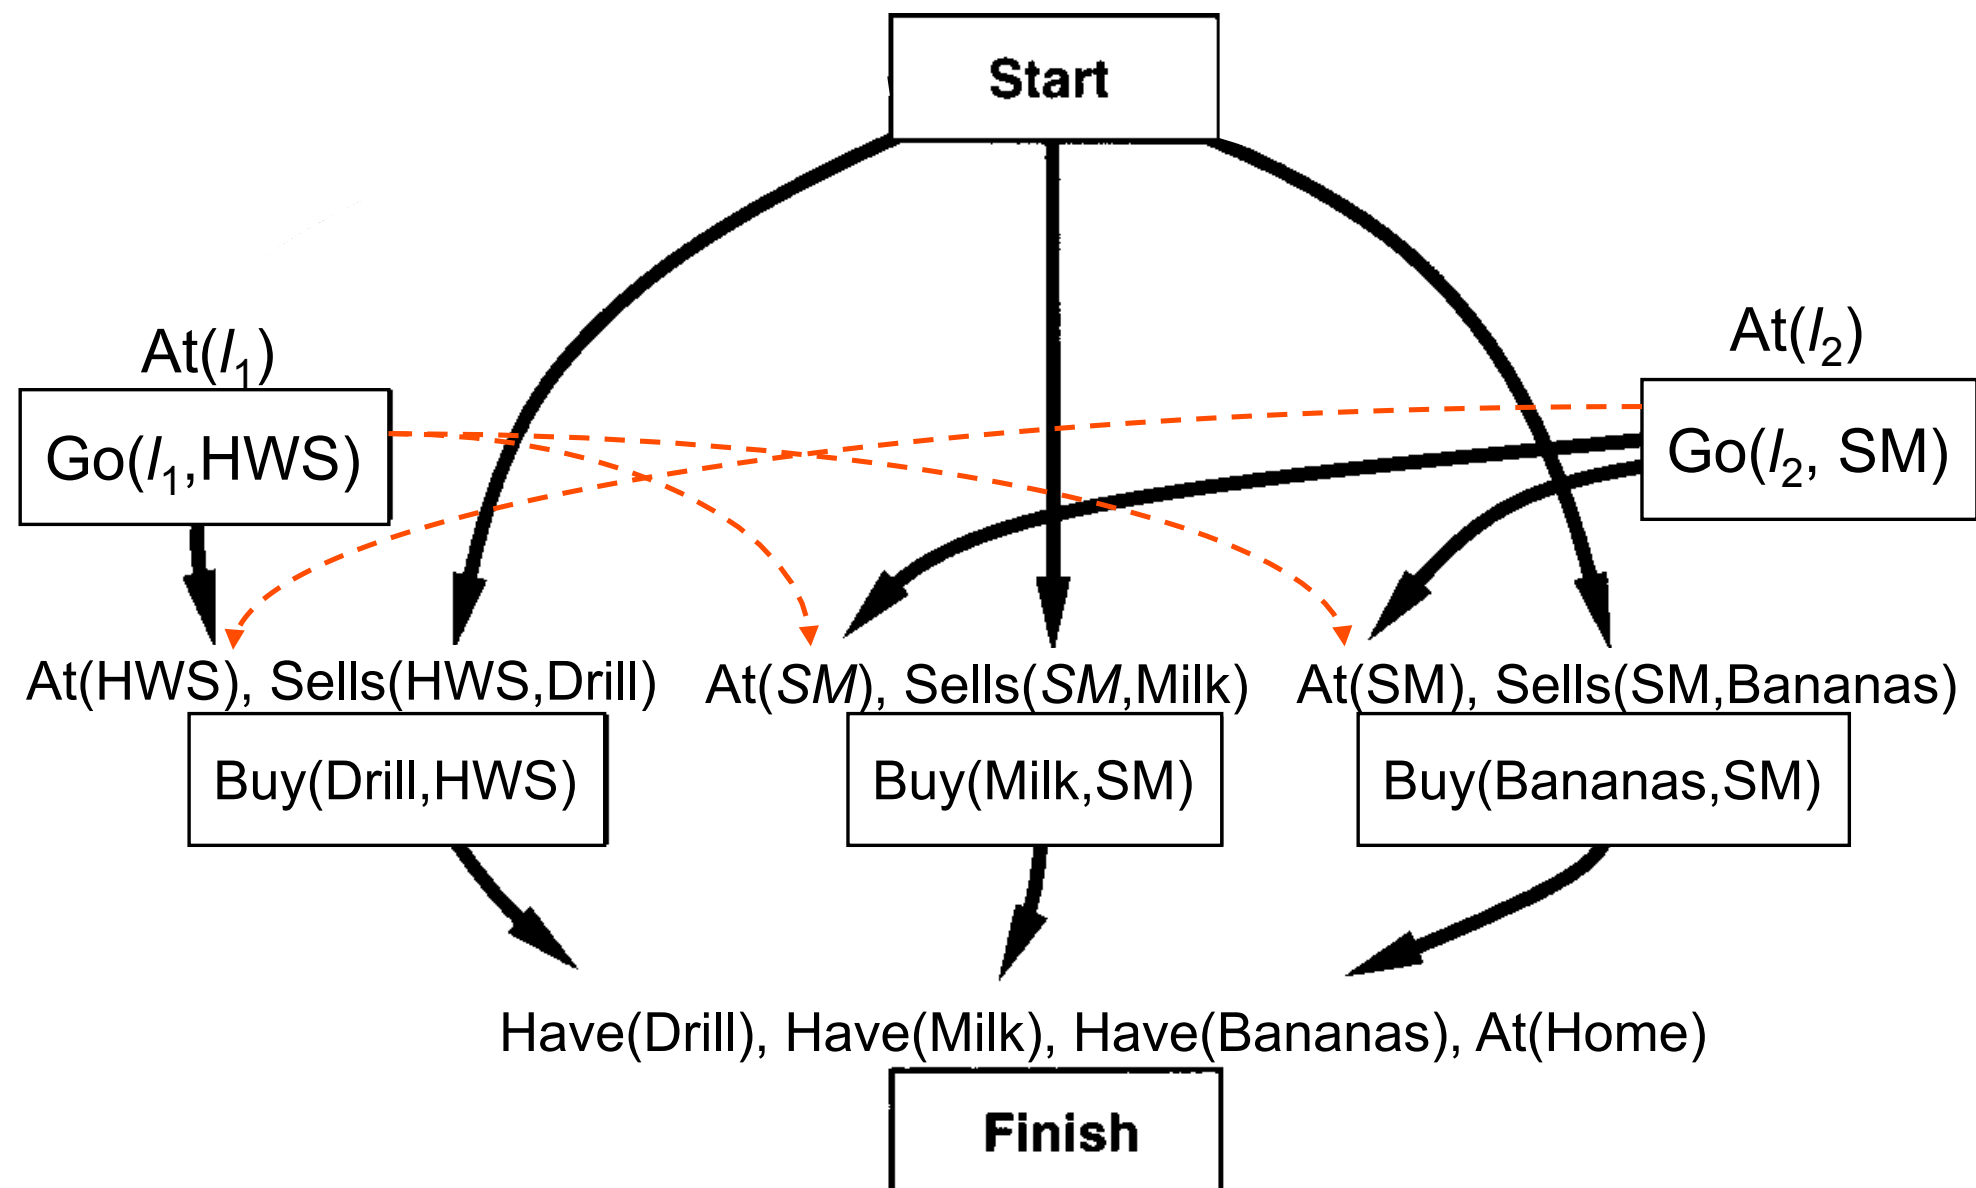 Start
At(l₁)
At(l₂)
Go(l₁,HWS)
Go(l₂, SM)
At(HWS), Sells(HWS,Drill)
At(SM), Sells(SM,Milk)
At(SM), Sells(SM,Bananas)
Buy(Drill,HWS)
Buy(Milk,SM)
Buy(Bananas,SM)
Have(Drill), Have(Milk), Have(Bananas), At(Home)
Finish